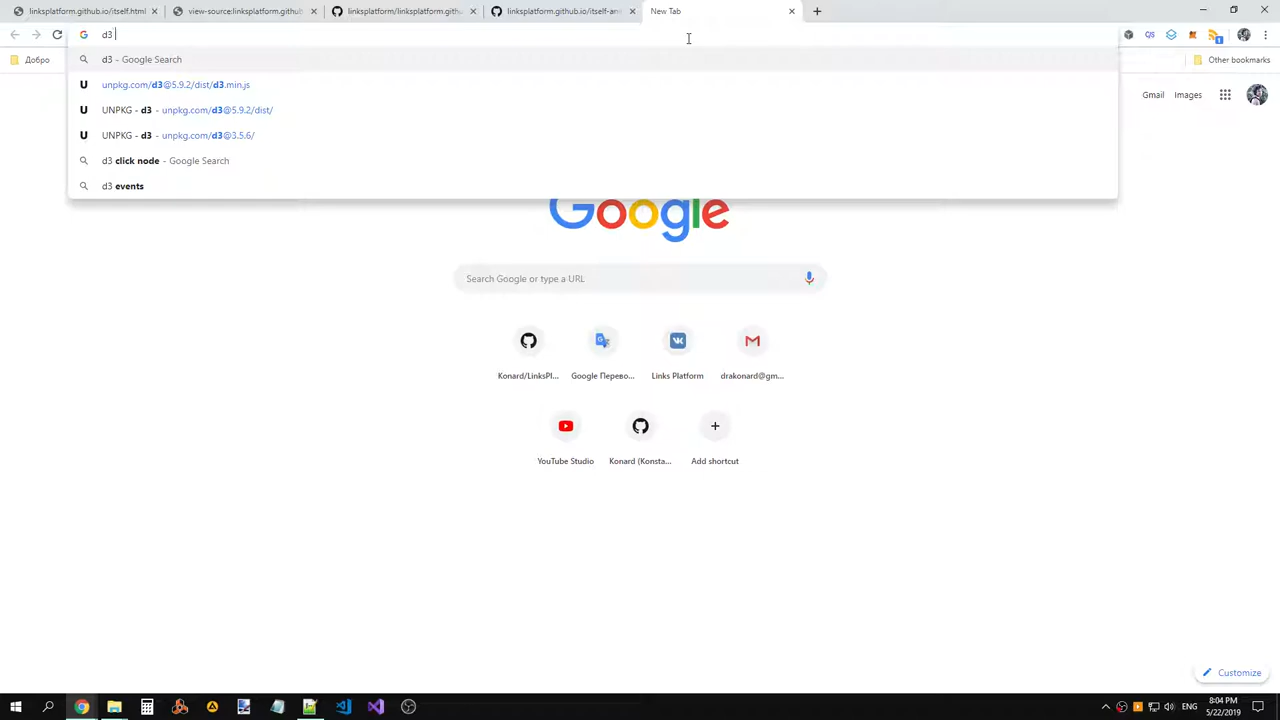 linksplatform.github.io/itself.html
view-source:linksplatform.github
linksplatform/linksplatform.githu
linksplatform.github.io/itself-ani
New Tab
d3
Добро
d3 - Google Search
unpkg.com/d3@5.9.2/dist/d3.min.js
UNPKG - d3 - unpkg.com/d3@5.9.2/dist/
UNPKG - d3 - unpkg.com/d3@3.5.6/
d3 click node - Google Search
d3 events
Other bookmarks
Gmail
Images
Google
Search Google or type a URL
Konard/LinksPl...
Google Перево...
Links Platform
drakonard@gm...
YouTube Studio
Konard (Konsta...
Add shortcut
Customize
ENG
8:04 PM
5/22/2019